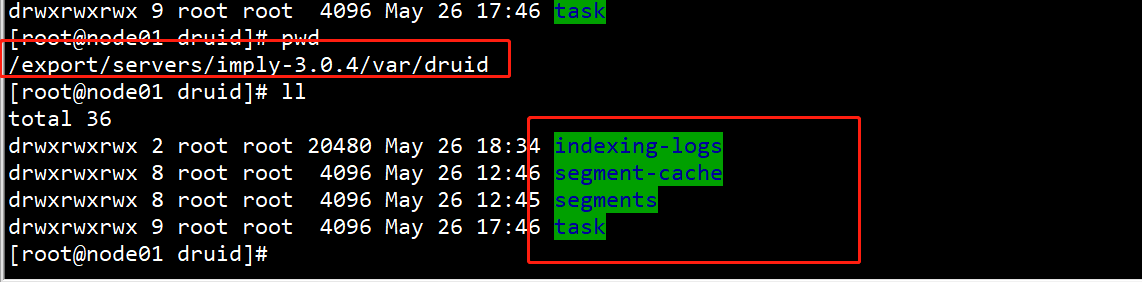 drwxrwxrwx 9 root root  4096 May 26 17:46 task
[root@node01 druid]# pwd
/export/servers/imply-3.0.4/var/druid
[root@node01 druid]# ll
total 36
drwxrwxrwx 2 root root 20480 May 26 18:34 indexing-logs
drwxrwxrwx 8 root root  4096 May 26 12:46 segment-cache
drwxrwxrwx 8 root root  4096 May 26 12:45 segments
drwxrwxrwx 9 root root  4096 May 26 17:46 task
[root@node01 druid]#